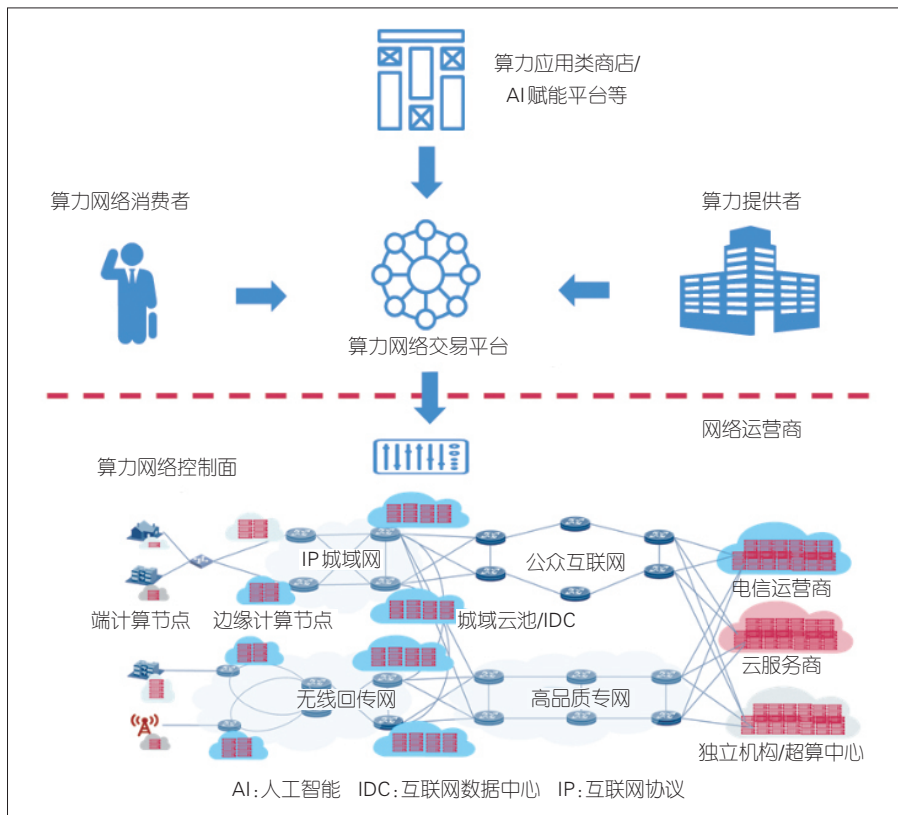 算力应用类商店/
AI赋能平台等
算力网络消费者
算力提供者
算力网络交易平台
网络运营商
算力网络控制面
IP城域网
公众互联网
电信运营商
端计算节点
边缘计算节点
城域云池/IDC
云服务商
无线回传网
高品质专网
独立机构/超算中心
AI:人工智能 IDC:互联网数据中心 IP:互联网协议